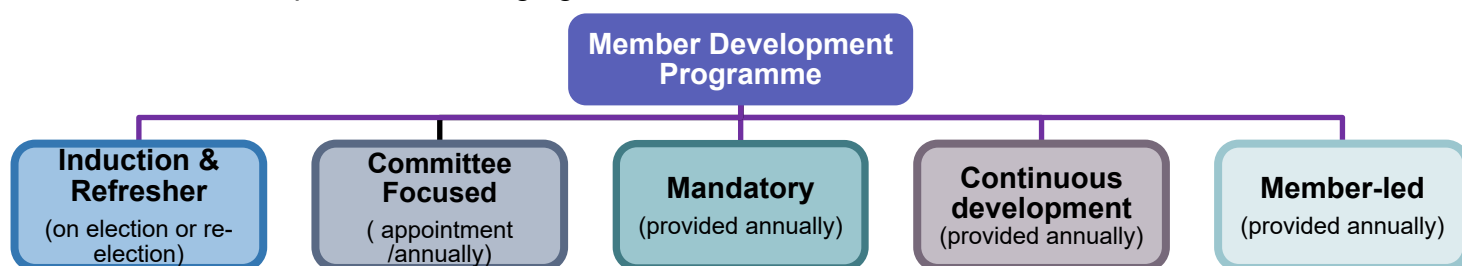 Member Development
Programme
Induction &
Refresher
(on election or re-
election)
Committee
Focused
( appointment
/annually)
Mandatory
(provided annually)
Continuous
development
(provided annually)
Member-led
(provided annually)